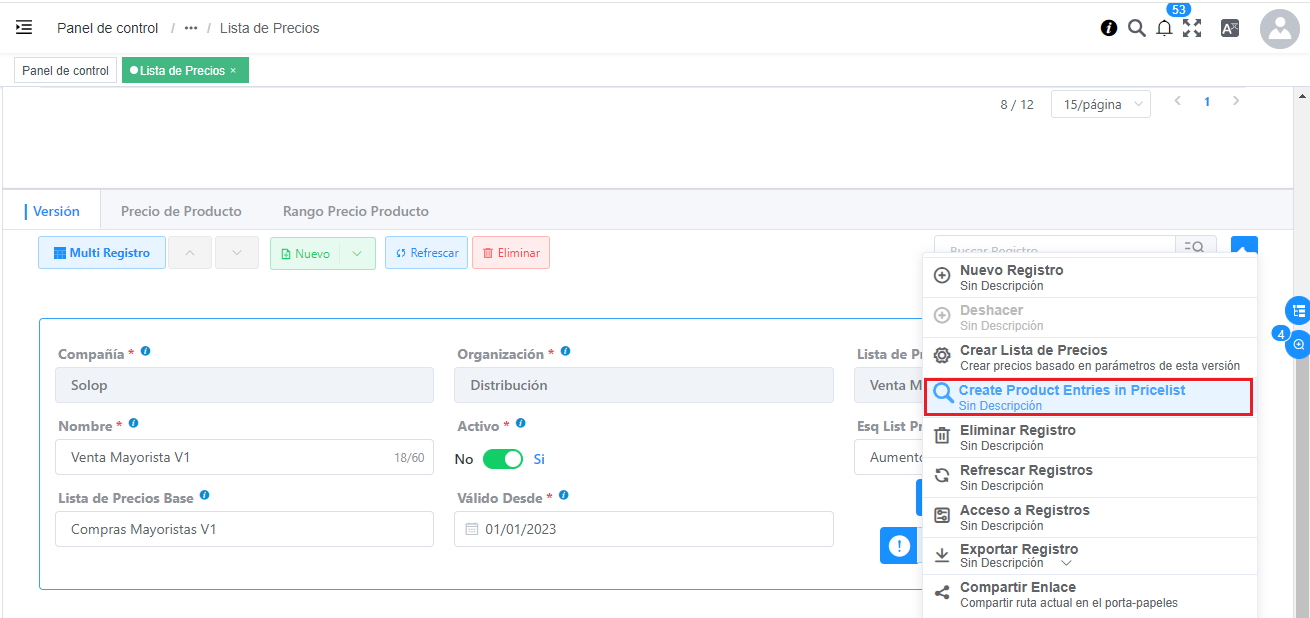 Panel de control / ··· / Lista de Precios
53
Panel de control
Lista de Precios ×
8 / 12
15/página
1
Versión
Precio de Producto
Rango Precio Producto
Multi Registro
Nuevo
Refrescar
Eliminar
Buscar Registro
Nuevo Registro
Sin Descripción
Deshacer
Sin Descripción
Crear Lista de Precios
Crear precios basado en parámetros de esta versión
Create Product Entries in Pricelist
Sin Descripción
Eliminar Registro
Sin Descripción
Refrescar Registros
Sin Descripción
Acceso a Registros
Sin Descripción
Exportar Registro
Sin Descripción
Compartir Enlace
Compartir ruta actual en el porta-papeles
4
Compañía *
Solop
Organización *
Distribución
Lista de Pr
Venta M
Nombre *
Venta Mayorista V1
18/60
Activo *
No
Si
Esq List Pr
Aumento
Lista de Precios Base
Compras Mayoristas V1
Válido Desde *
01/01/2023